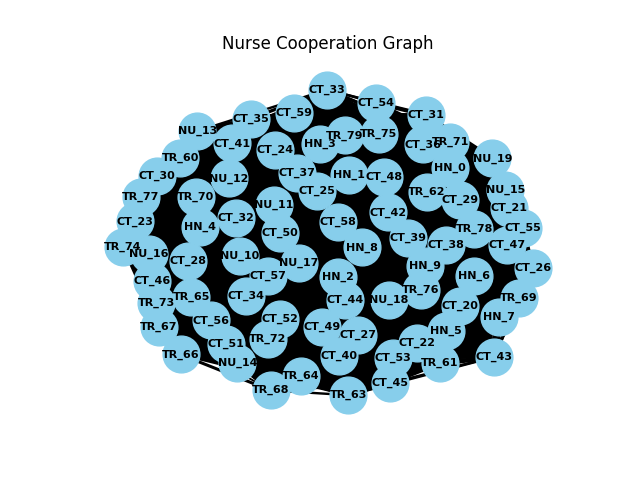 Nurse Cooperation Graph
CT_33
CT_54
CT_59
CT_31
CT_35
NU_13
TR_79
TR_75
TR_71
CT_41
HN_3
CT_36
CT_24
TR_60
NU_19
HN_0
CT_37
HN_1
CT_48
CT_30
NU_12
CT_25
TR_62
NU_15
TR_77
TR_70
CT_29
NU_11
CT_21
CT_42
CT_32
CT_23
CT_58
HN_4
TR_78
CT_55
CT_50
CT_39
TR_74
HN_8
CT_38
CT_47
NU_16
NU_10
CT_28
NU_17
HN_9
CT_26
CT_57
HN_2
HN_6
CT_46
TR_76
CT_34
TR_65
TR_69
CT_44
NU_18
TR_73
CT_20
HN_7
CT_56
CT_52
TR_67
CT_49
HN_5
CT_27
TR_72
CT_51
CT_22
TR_66
CT_40
CT_53
CT_43
NU_14
TR_61
TR_64
CT_45
TR_68
TR_63